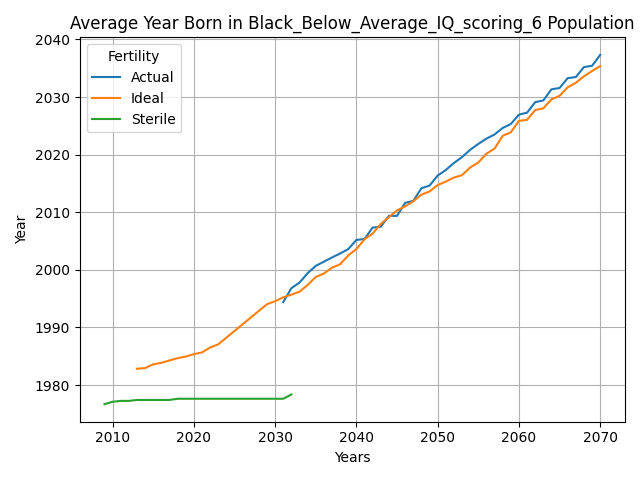 Average Year Born in Black_Below_Average_IQ_scoring_6 Population
2040
2030
2020
2010
2000
1990
1980
Year
Fertility
Actual
Ideal
Sterile
2010 2020 2030 2040 2050 2060 2070
Years